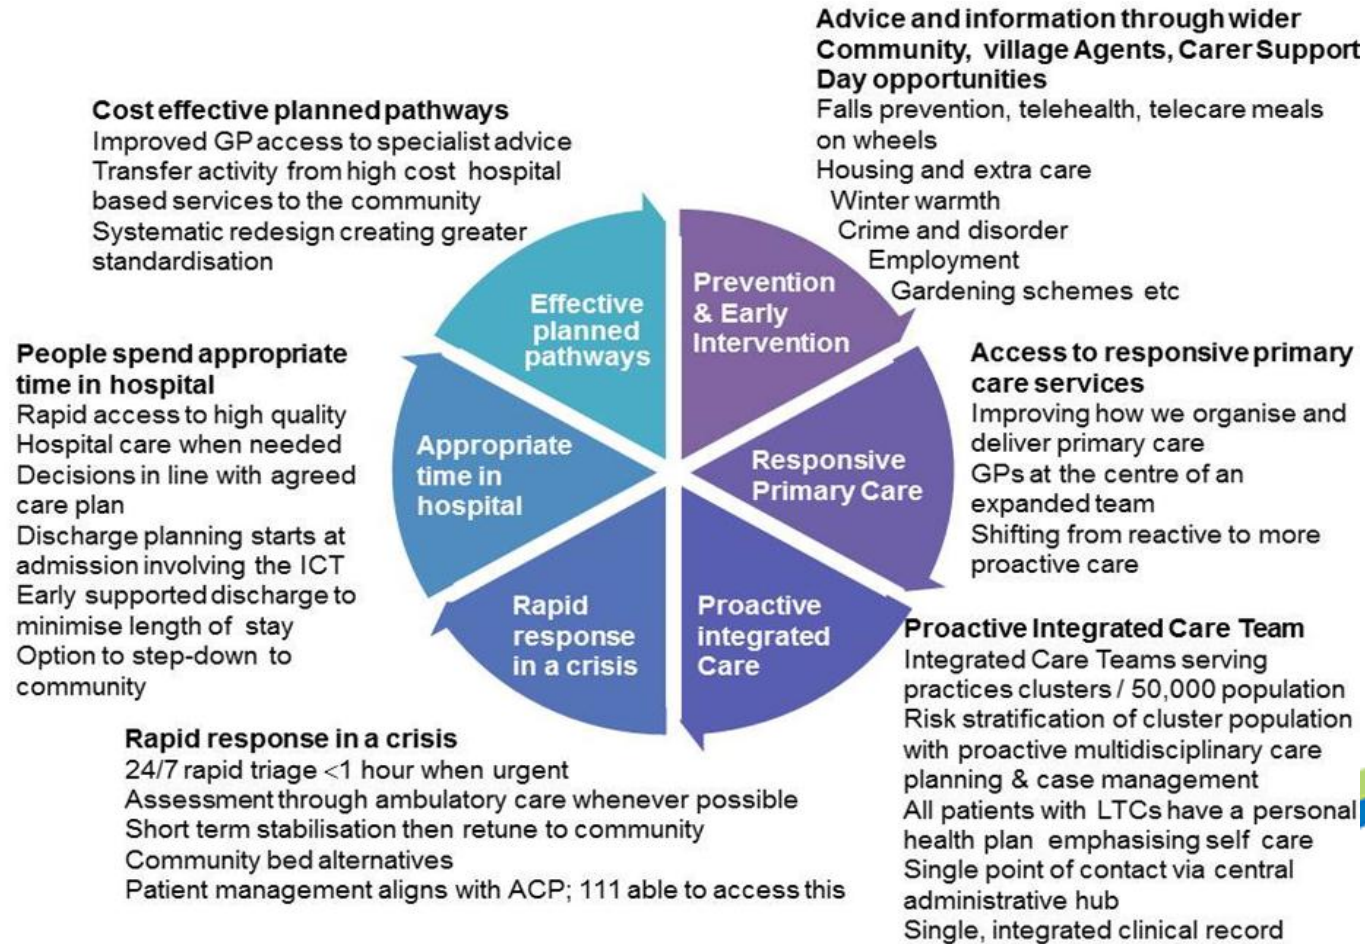 Advice and information through wider
Community, village Agents, Carer Support
Day opportunities
Falls prevention, telehealth, telecare meals
on wheels
Housing and extra care
Winter warmth
Crime and disorder
Employment
Gardening schemes etc
Cost effective planned pathways
Improved GP access to specialist advice
Transfer activity from high cost hospital
based services to the community
Systematic redesign creating greater
standardisation
Effective
planned
pathways
Prevention
& Early
Intervention
People spend appropriate
time in hospital
Rapid access to high quality
Hospital care when needed
Decisions in line with agreed
care plan
Discharge planning starts at
admission involving the ICT
Early supported discharge to
minimise length of stay
Option to step-down to
community
Appropriate
time in
hospital
Responsive
Primary Care
Access to responsive primary
care services
Improving how we organise and
deliver primary care
GPs at the centre of an
expanded team
Shifting from reactive to more
proactive care
Rapid
response
in a crisis
Proactive
integrated
Care
Proactive Integrated Care Team
Integrated Care Teams serving
practices clusters / 50,000 population
Risk stratification of cluster population
with proactive multidisciplinary care
planning & case management
All patients with LTCs have a personal
health plan emphasising self care
Single point of contact via central
administrative hub
Single, integrated clinical record
Rapid response in a crisis
24/7 rapid triage <1 hour when urgent
Assessment through ambulatory care whenever possible
Short term stabilisation then retune to community
Community bed alternatives
Patient management aligns with ACP; 111 able to access this